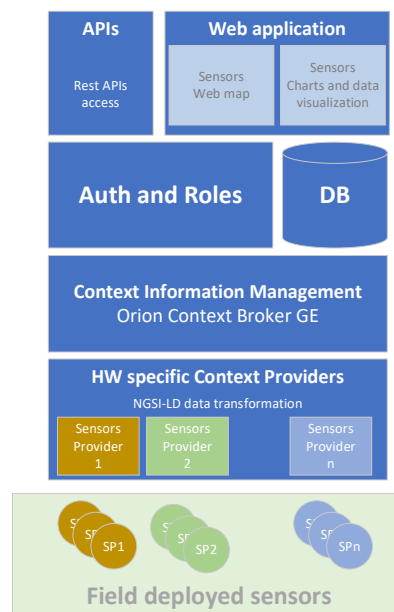 APIs
Rest APIs
access
Web application
Sensors
Web map
Sensors
Charts and data
visualization
Auth and Roles
DB
Context Information Management
Orion Context Broker GE
HW specific Context Providers
NGSI-LD data transformation
Sensors
Provider
1
Sensors
Provider
2
Sensors
Provider
n
SP1
SP2
SPn
Field deployed sensors